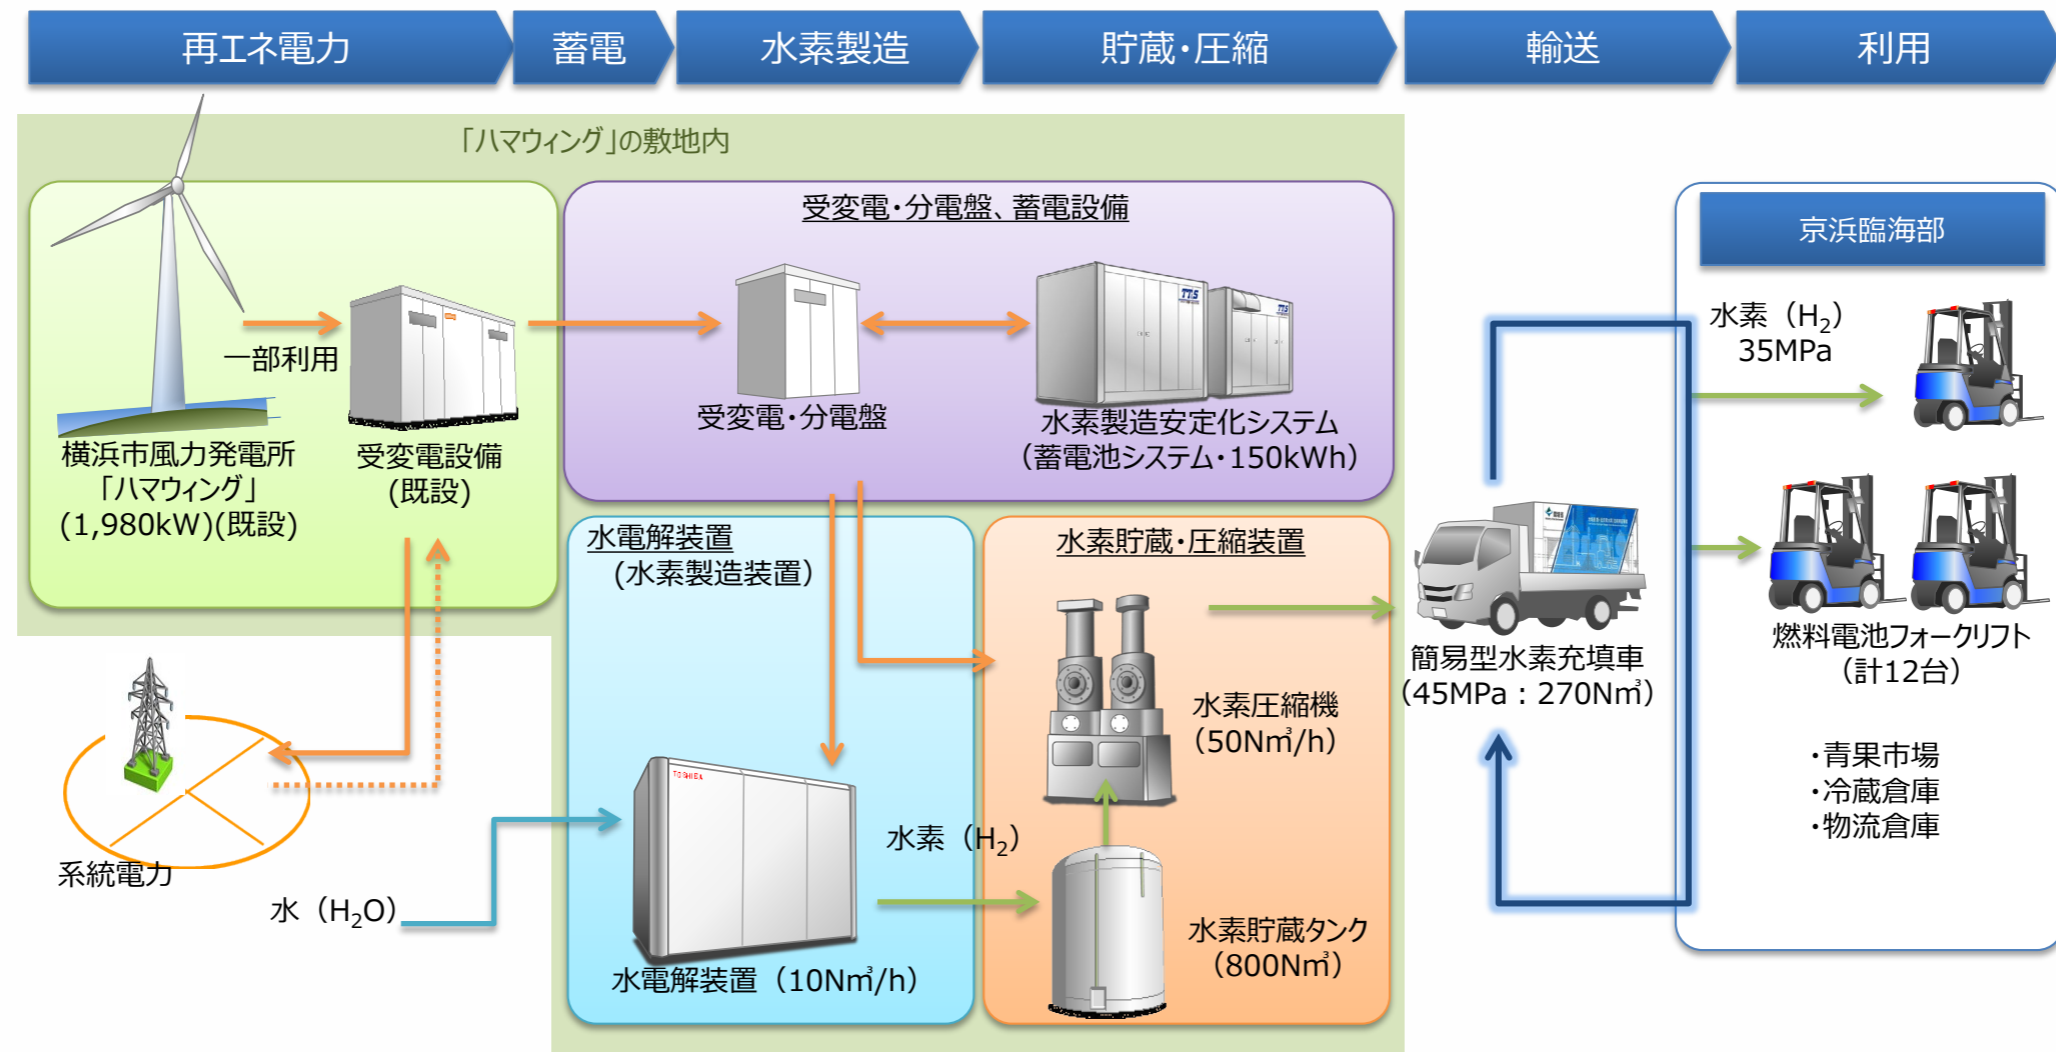 再エネ電力
蓄電
水素製造
貯蔵・圧縮
輸送
利用
「ハマウィング」の敷地内
受変電・分電盤、蓄電設備
京浜臨海部
一部利用
横浜市風力発電所
「ハマウィング」
(1,980kW)(既設)
受変電設備
(既設)
受変電・分電盤
水素製造安定化システム
（蓄電池システム・150kWh）
水素（H₂）
35MPa
水電解装置
(水素製造装置）
水素貯蔵・圧縮装置
簡易型水素充填車
（45MPa：270N㎥）
燃料電池フォークリフト
（計12台）
水素圧縮機
（50N㎥/h）
・青果市場
・冷蔵倉庫
・物流倉庫
系統電力
水（H₂O）
TOSHIBA
水素（H₂）
水電解装置（10N㎥/h）
水素貯蔵タンク
（800N㎥）